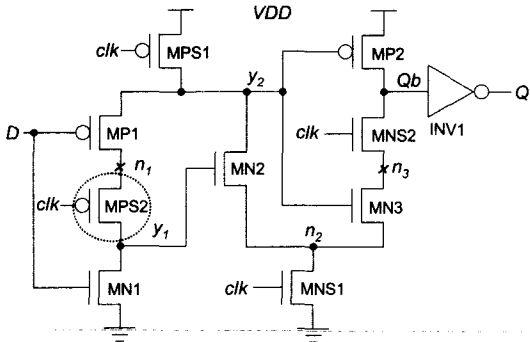 VDD
clk
MPS1
MP2
y2
Qb
Q
D
MP1
clk
MNS2
INV1
n1
MN2
n3
clk
MPS2
MN3
y1
n2
MN1
clk
MNS1